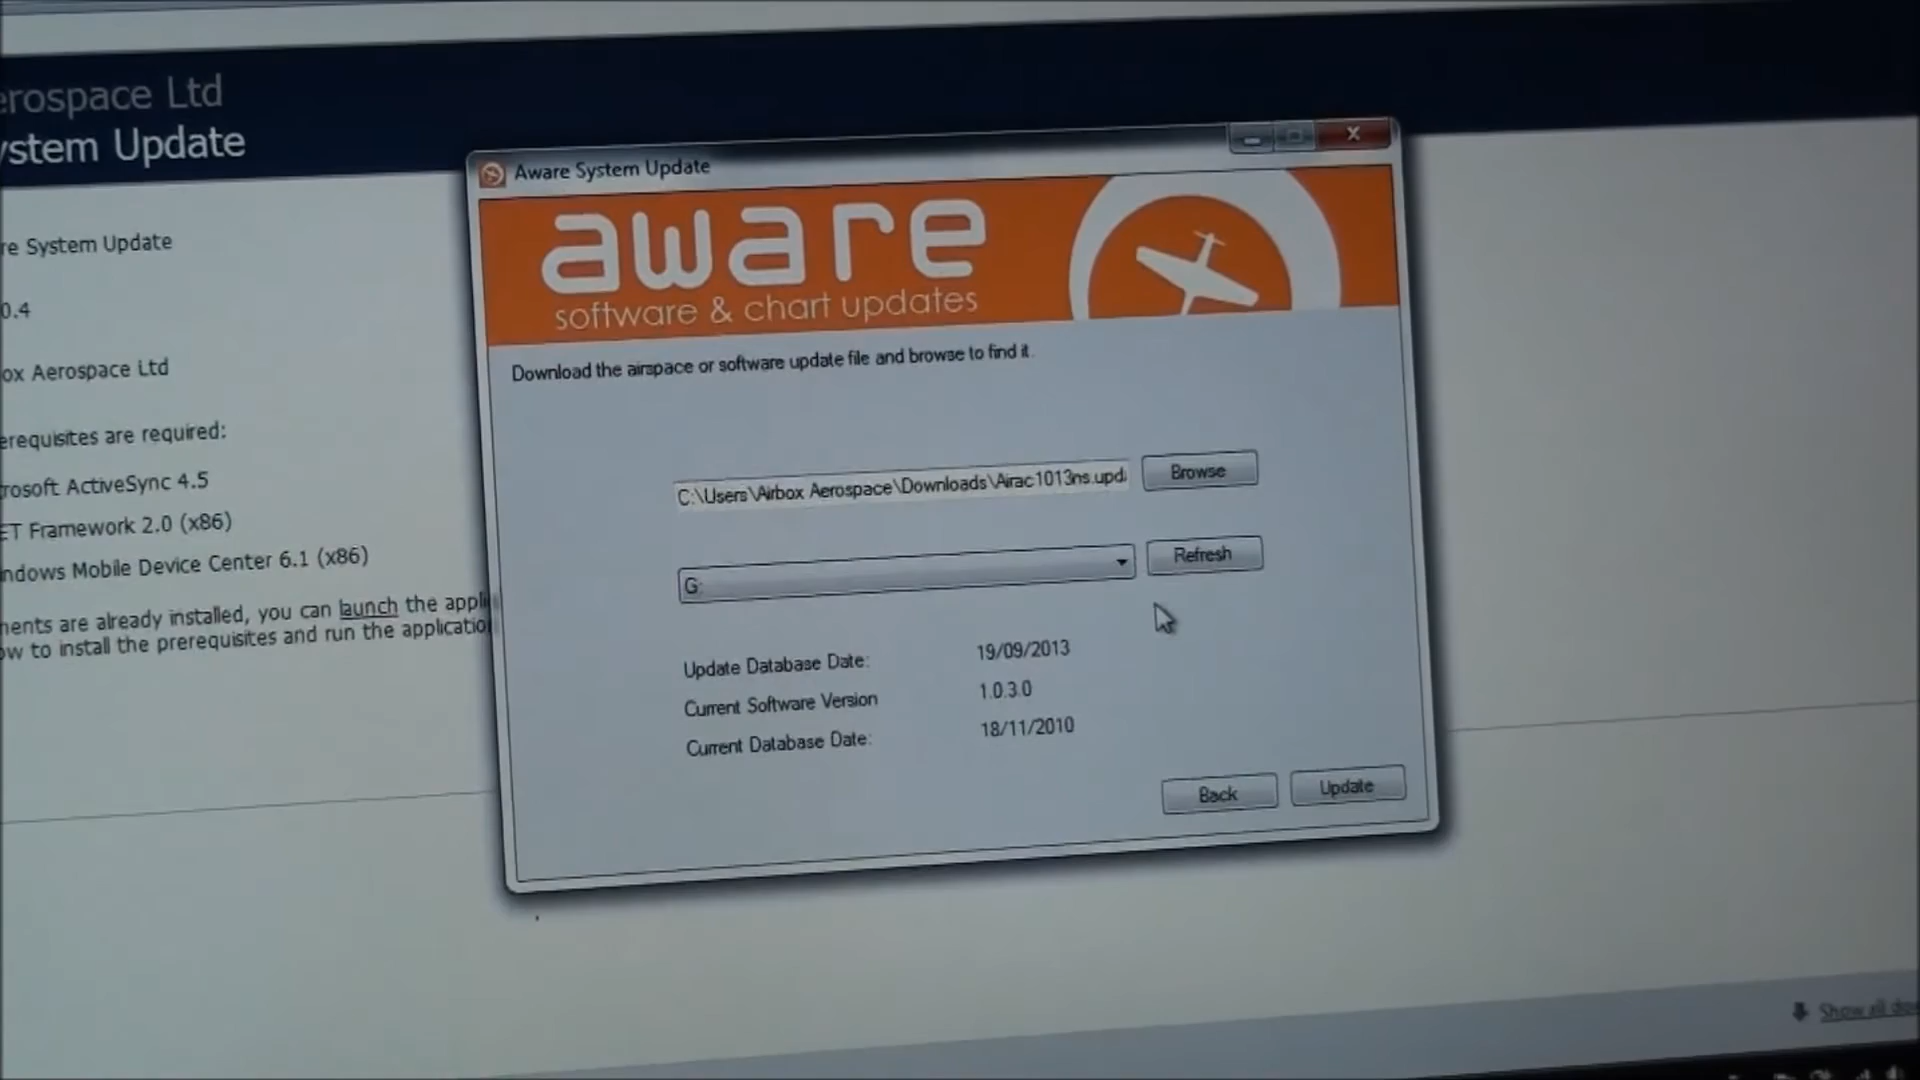 erospace Ltd
ystem Update
re System Update
0.4
ox Aerospace Ltd
erequisites are required:
rosoft ActiveSync 4.5
ET Framework 2.0 (x86)
ndows Mobile Device Center 6.1 (x86)
nents are already installed, you can launch the appli
ow to install the prerequisites and run the applicatio
Aware System Update
aware
software & chart updates
Download the airspace or software update file and browse to find it.
C:\Users\Airbox Aerospace\Downloads\Airac1013ns.upd
Browse
G:
Refresh
Update Database Date: 19/09/2013
Current Software Version 1.0.3.0
Current Database Date: 18/11/2010
Back
Update
Show all dow